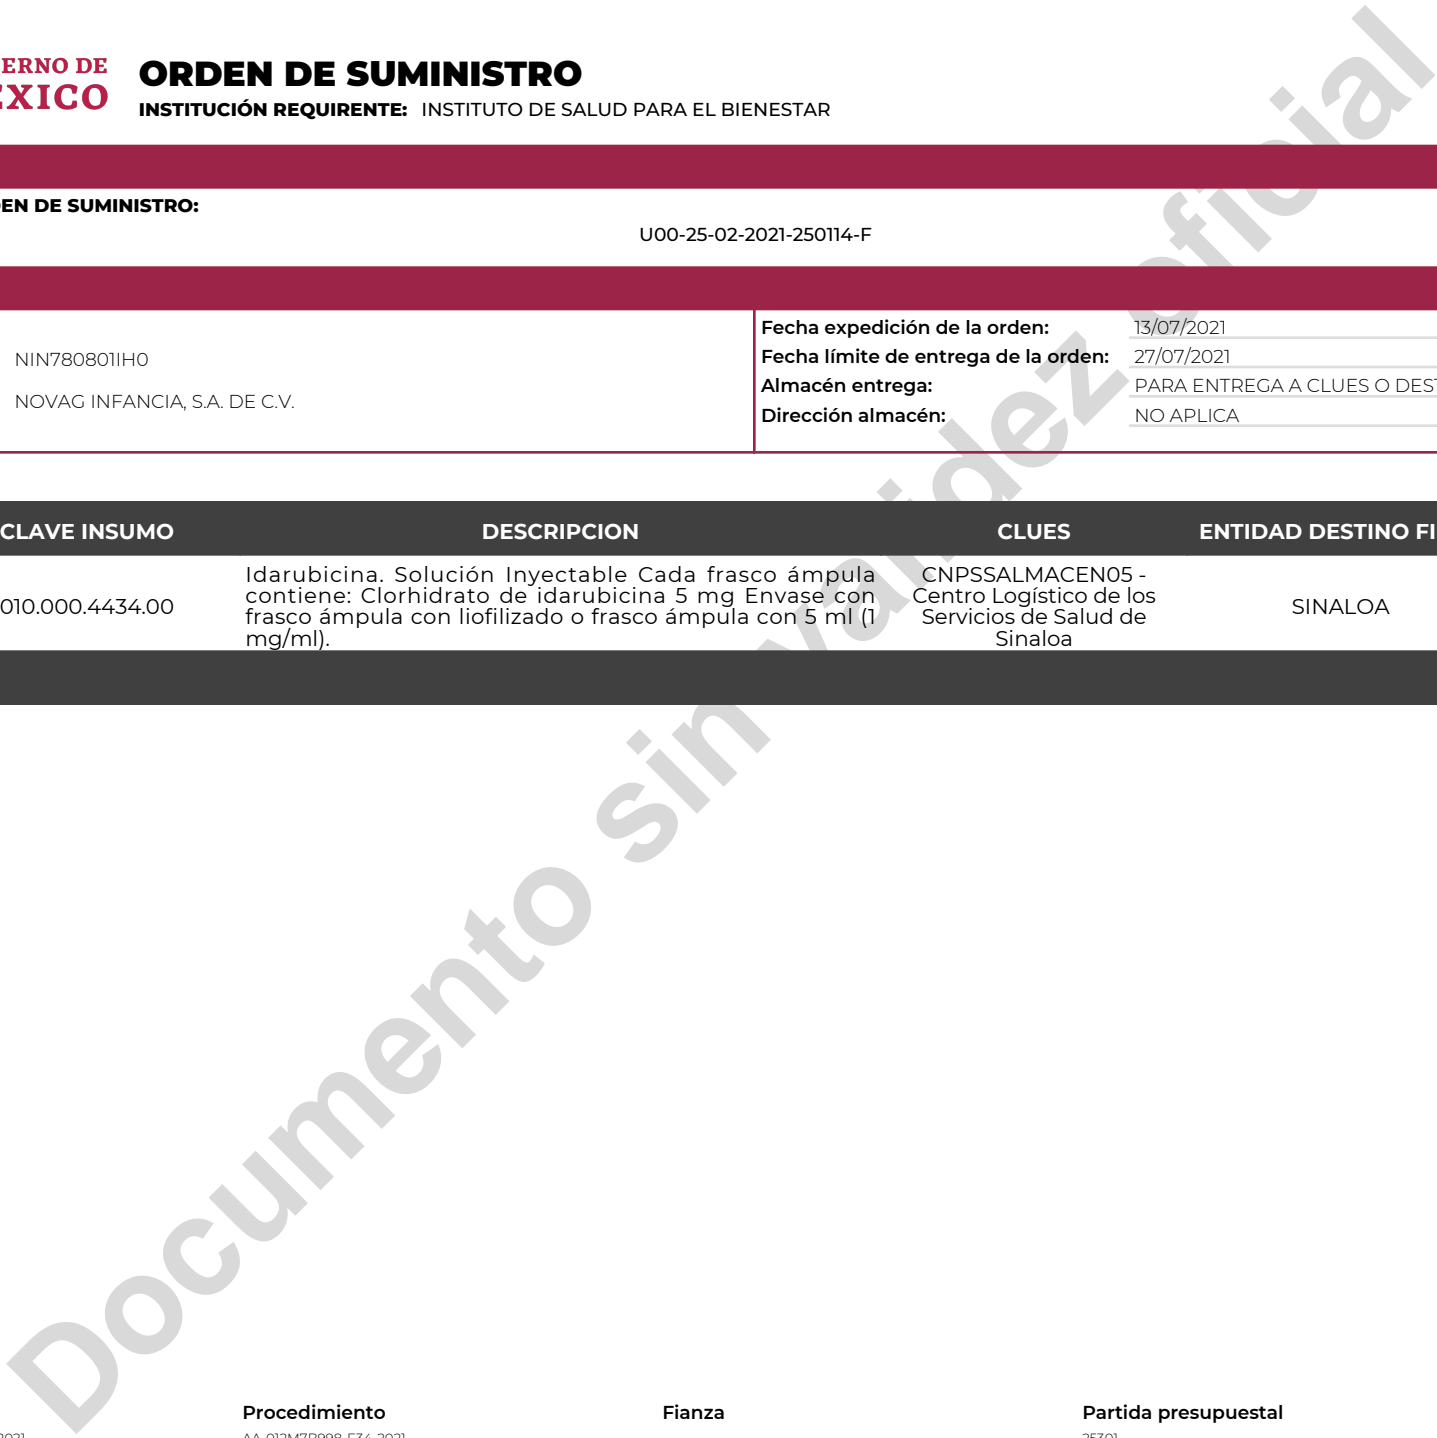 ERNO DE
ÉXICO
ORDEN DE SUMINISTRO
INSTITUCIÓN REQUIRENTE: INSTITUTO DE SALUD PARA EL BIENESTAR
EN DE SUMINISTRO:
U00-25-02-2021-250114-F
NIN780801IH0
NOVAG INFANCIA, S.A. DE C.V.
Fecha expedición de la orden: 13/07/2021
Fecha límite de entrega de la orden: 27/07/2021
Almacén entrega: PARA ENTREGA A CLUES O DEST
Dirección almacén: NO APLICA
CLAVE INSUMO DESCRIPCION CLUES ENTIDAD DESTINO FI
010.000.4434.00
Idarubicina. Solución Inyectable Cada frasco ámpula
contiene: Clorhidrato de idarubicina 5 mg Envase con
frasco ámpula con liofilizado o frasco ámpula con 5 ml (1
mg/ml).
CNPSSALMACEN05 -
Centro Logístico de los
Servicios de Salud de
Sinaloa
SINALOA
Documento sin validez oficial
Procedimiento Fianza Partida presupuestal